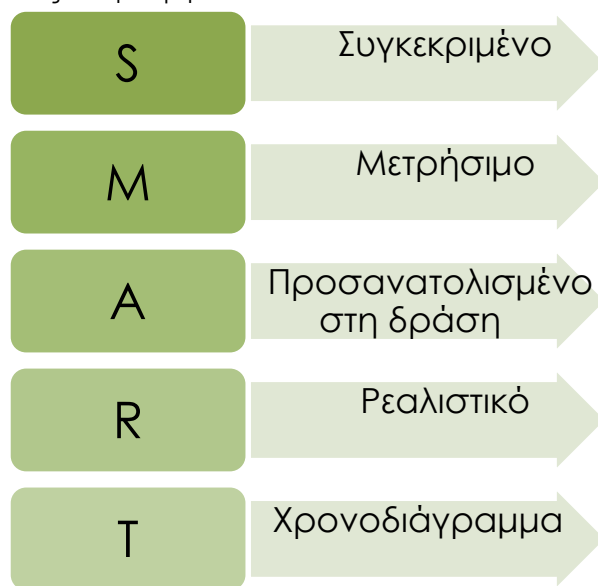 S
Συγκεκριμένο
M
Μετρήσιμο
A
Προσανατολισμένο
στη δράση
R
Ρεαλιστικό
T
Χρονοδιάγραμμα